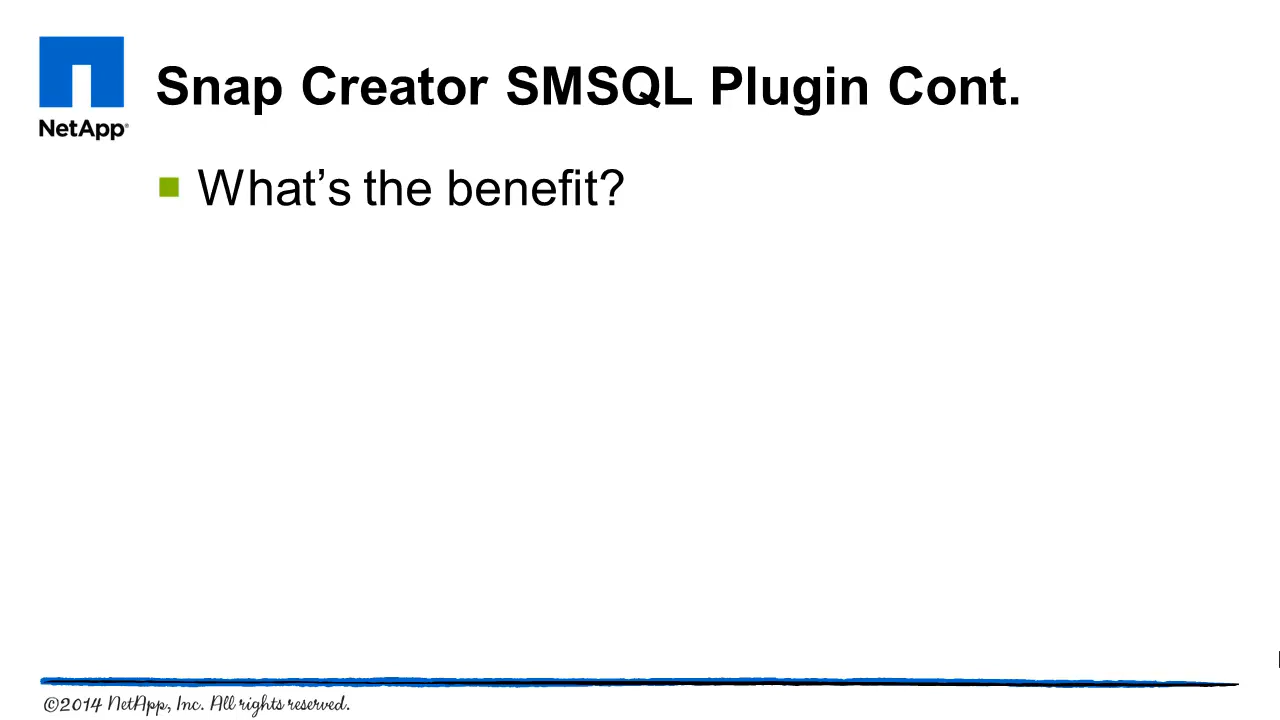 Snap Creator SMSQL Plugin Cont.
NetApp®
What’s the benefit?
©2014 NetApp, Inc. All rights reserved.